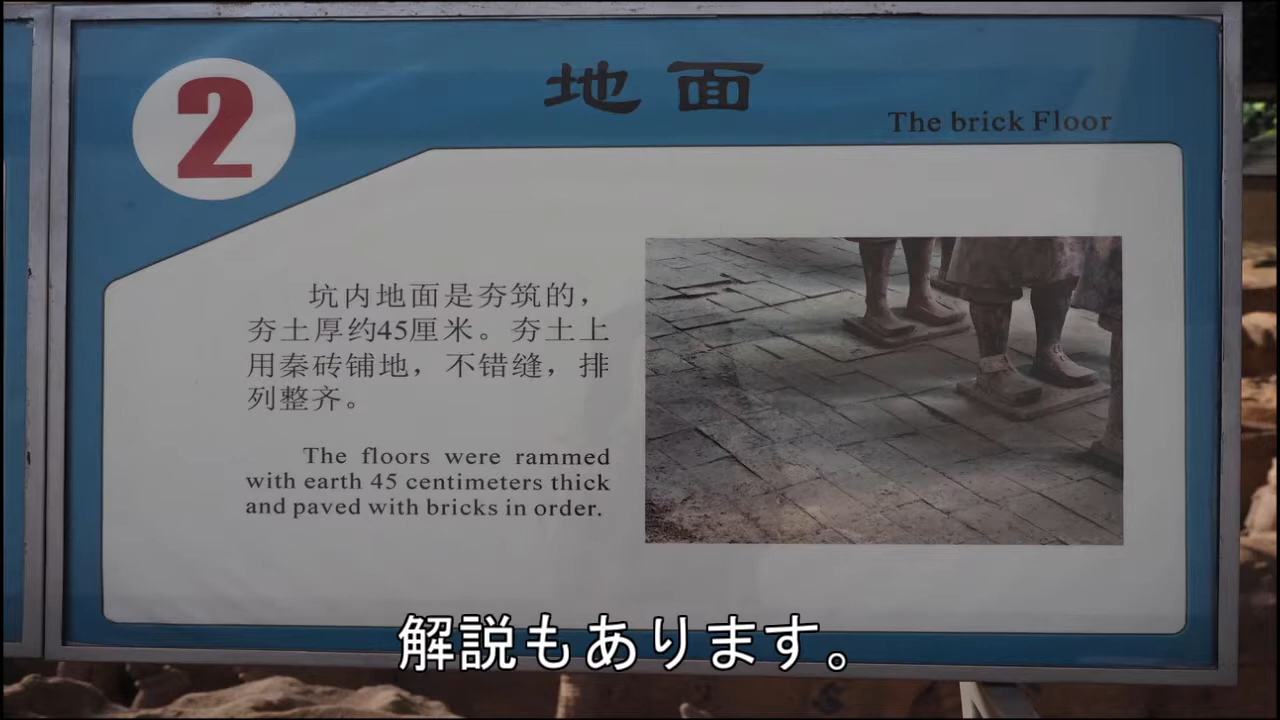 2
地面
The brick Floor
坑内地面是夯筑的，
夯土厚约45厘米。夯土上
用秦砖铺地，不错缝，排
列整齐。
The floors were rammed
with earth 45 centimeters thick
and paved with bricks in order.
解説もあります。